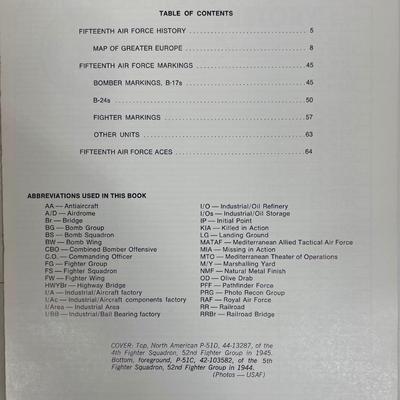 TABLE OF CONTENTS
FIFTEENTH AIR FORCE HISTORY 5
MAP OF GREATER EUROPE 8
FIFTEENTH AIR FORCE MARKINGS 45
BOMBER MARKINGS, B-17s 45
B-24s 50
FIGHTER MARKINGS 57
OTHER UNITS 63
FIFTEENTH AIR FORCE ACES 64
ABBREVIATIONS USED IN THIS BOOK
AA — Antiaircraft
A/D — Airdrome
Br — Bridge
BG — Bomb Group
BS — Bomb Squadron
BW — Bomb Wing
CBO — Combined Bomber Offensive
C.O. — Commanding Officer
FG — Fighter Group
FS — Fighter Squadron
FW — Fighter Wing
HWYBr — Highway Bridge
I/A — Industrial/Aircraft factory
I/Ac — Industrial/Aircraft components factory
I/Area — Industrial Area
I/BB — Industrial/Ball Bearing factory
I/O — Industrial/Oil Refinery
I/Os — Industrial/Oil Storage
IP — Initial Point
KIA — Killed in Action
LG — Landing Ground
MATAF — Mediterranean Allied Tactical Air Force
MIA — Missing in Action
MTO — Mediterranean Theater of Operations
M/Y — Marshalling Yard
NMF — Natural Metal Finish
OD — Olive Drab
PFF — Pathfinder Force
PRG — Photo Recon Group
RAF — Royal Air Force
RR — Railroad
RRBr — Railroad Bridge
COVER: Top, North American P-51D, 44-13287, of the
4th Fighter Squadron, 52nd Fighter Group in 1945.
Bottom, foreground, P-51C, 42-103582, of the 5th
Fighter Squadron, 52nd Fighter Group in 1944.
(Photos — USAF)